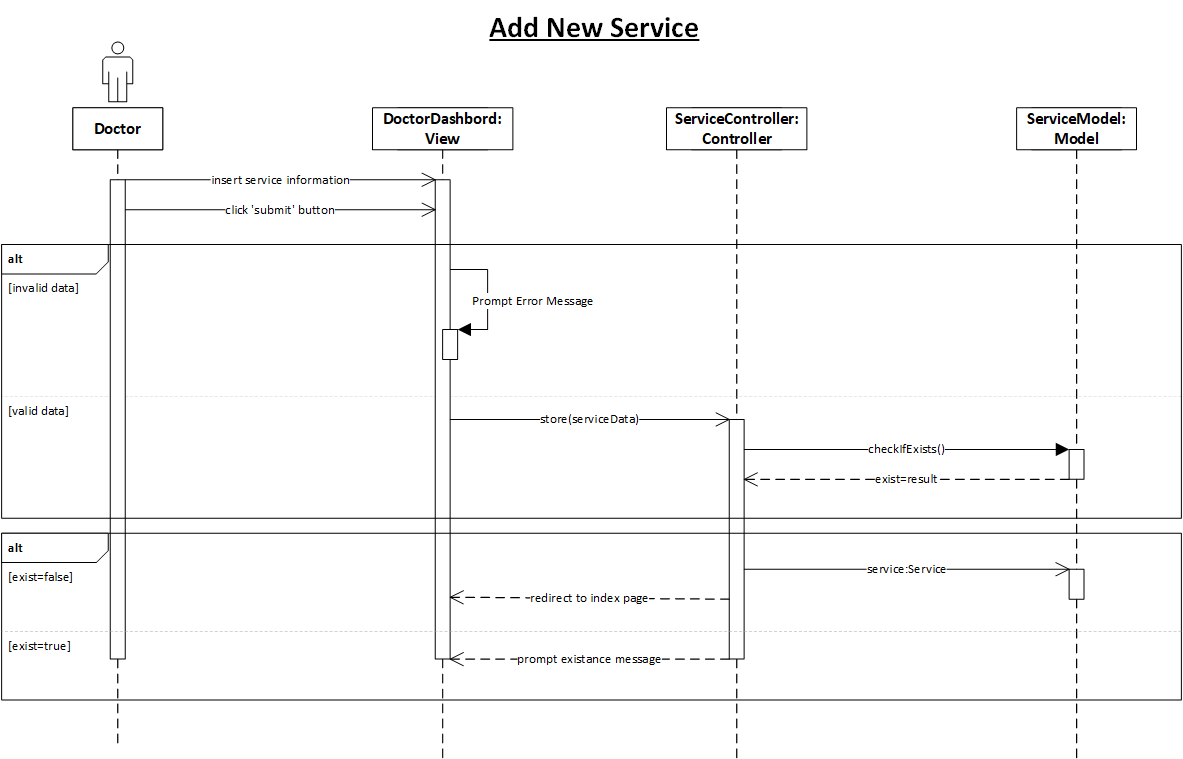 Add New Service
Doctor
DoctorDashbord:
View
ServiceController:
Controller
ServiceModel:
Model
insert service information
click 'submit' button
alt
[invalid data]
Prompt Error Message
[valid data]
store(serviceData)
checkIfExists()
exist=result
alt
[exist=false]
service:Service
redirect to index page
[exist=true]
prompt existance message